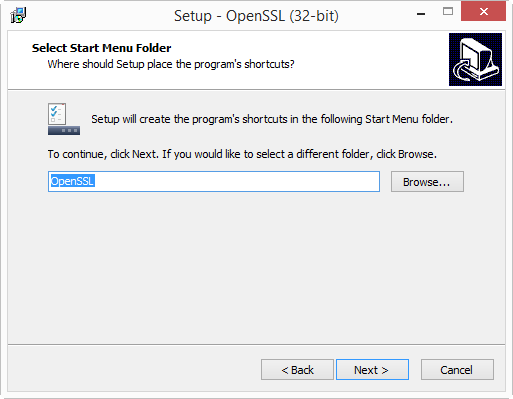 Setup - OpenSSL (32-bit)
Select Start Menu Folder
Where should Setup place the program's shortcuts?
Setup will create the program's shortcuts in the following Start Menu folder.
To continue, click Next. If you would like to select a different folder, click Browse.
OpenSSL
Browse...
< Back
Next >
Cancel